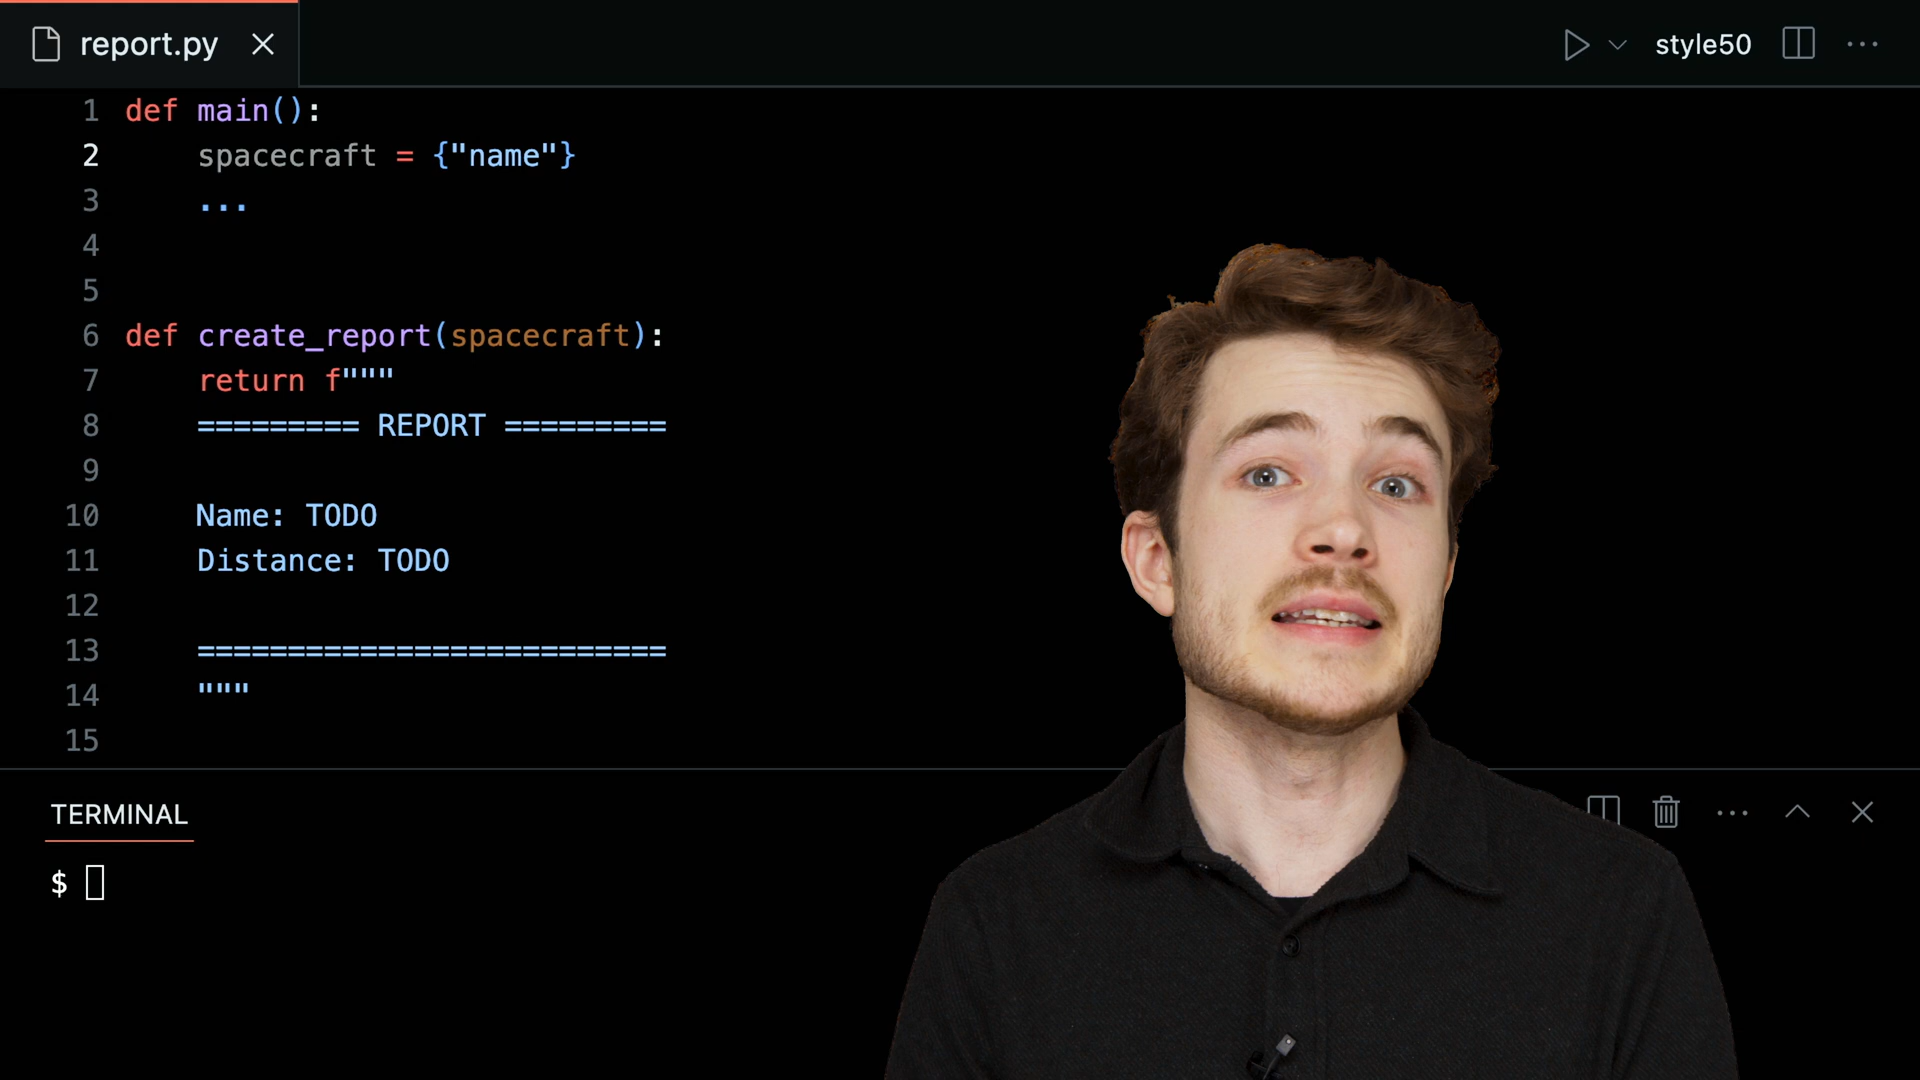 report.py
style50
1 def main():
2 spacecraft = {"name"}
3 ...
4
5
6 def create_report(spacecraft):
7 return f"""
8 ========= REPORT =========
9
10 Name: TODO
11 Distance: TODO
12
13 ==========================
14 """
15
TERMINAL
$